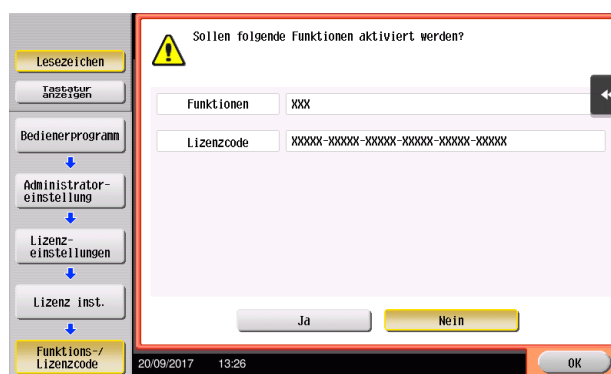 Sollen folgende Funktionen aktiviert werden?
Lesezeichen
Tastatur
anzeigen
Bedienerprogramm
Administrator-
einstellung
Lizenz-
einstellungen
Lizenz inst.
Funktions-/
Lizenzcode
Funktionen XXX
Lizenzcode XXXXX-XXXXX-XXXXX-XXXXX-XXXXX-XXXXX
Ja Nein
20/09/2017 13:26
OK